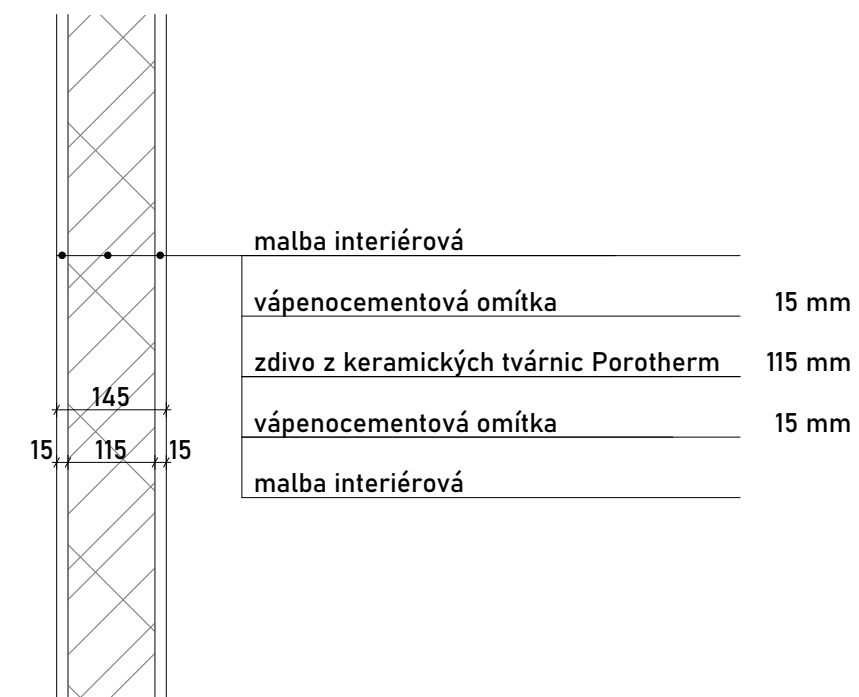 malba interiérová
vápenocementová omítka 15 mm
zdivo z keramických tvárnic Porotherm 115 mm
145
vápenocementová omítka 15 mm
15 115 15
malba interiérová